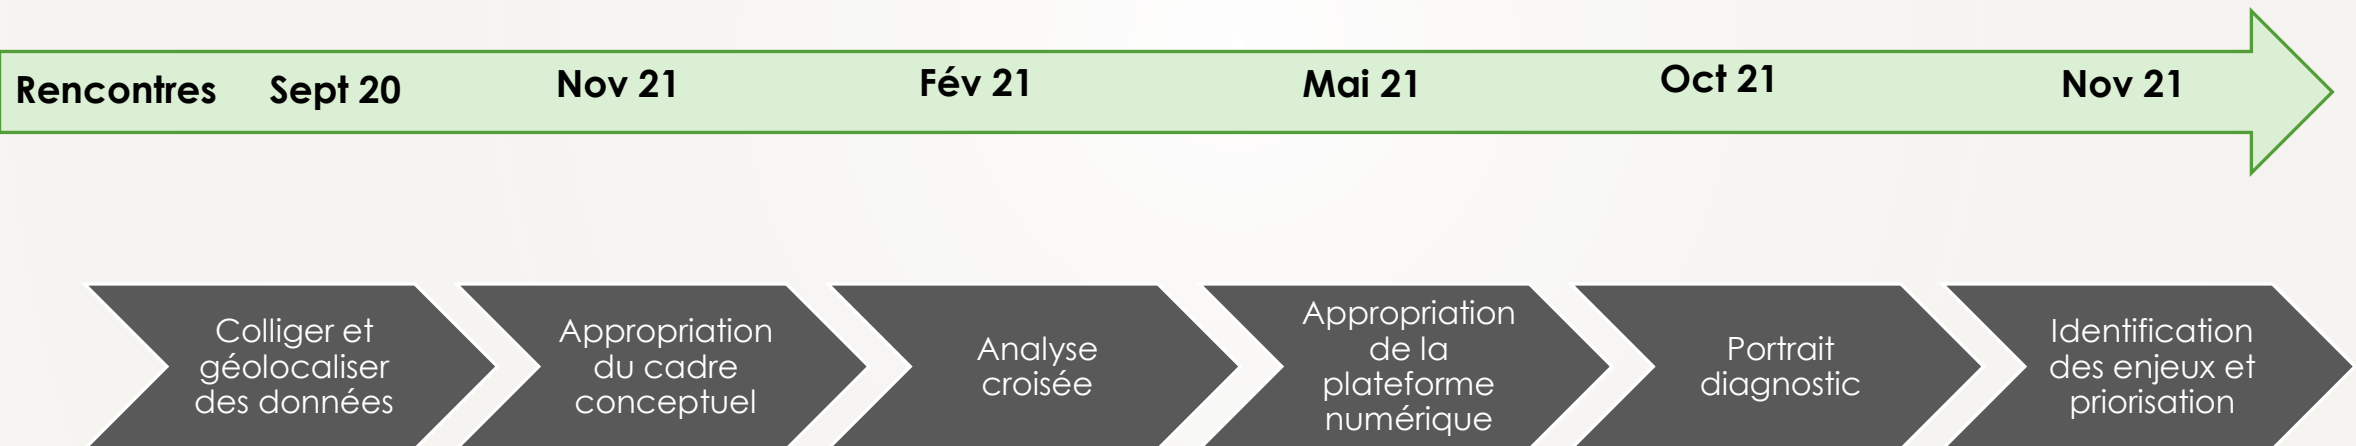 Rencontres Sept 20 Nov 21 Fév 21 Mai 21 Oct 21 Nov 21
Colliger et
géolocaliser
des données
Appropriation
du cadre
conceptuel
Analyse
croisée
Appropriation
de la
plateforme
numérique
Portrait
diagnostic
Identification
des enjeux et
priorisation